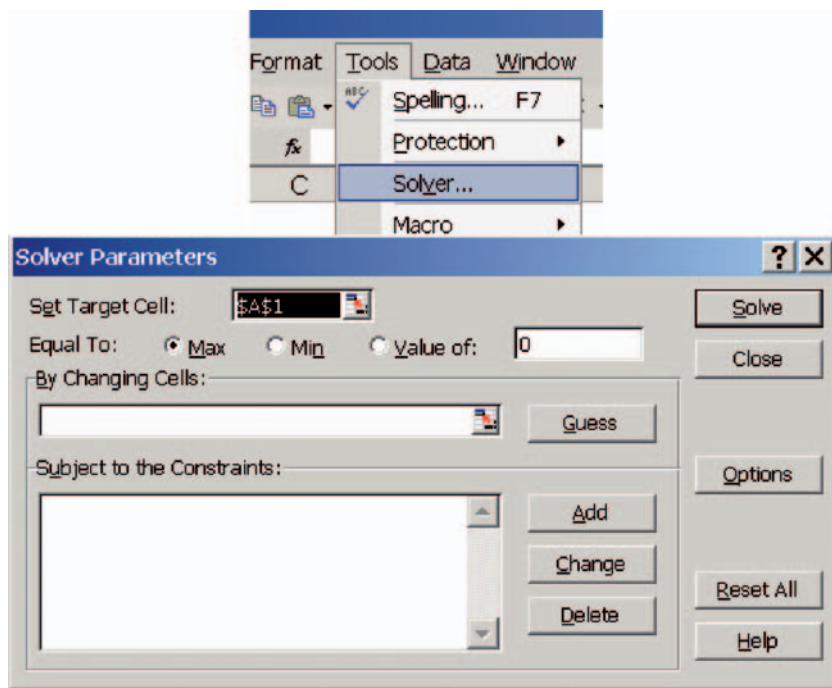 Format Tools Data Window
ABC Spelling... F7
Protection
fx
C Solver...
Macro
Solver Parameters ? X
Set Target Cell: $A$1 Solve
Equal To: Max Min Value of: 0 Close
By Changing Cells:
Guess
Subject to the Constraints: Options
Add
Change
Reset All
Delete
Help